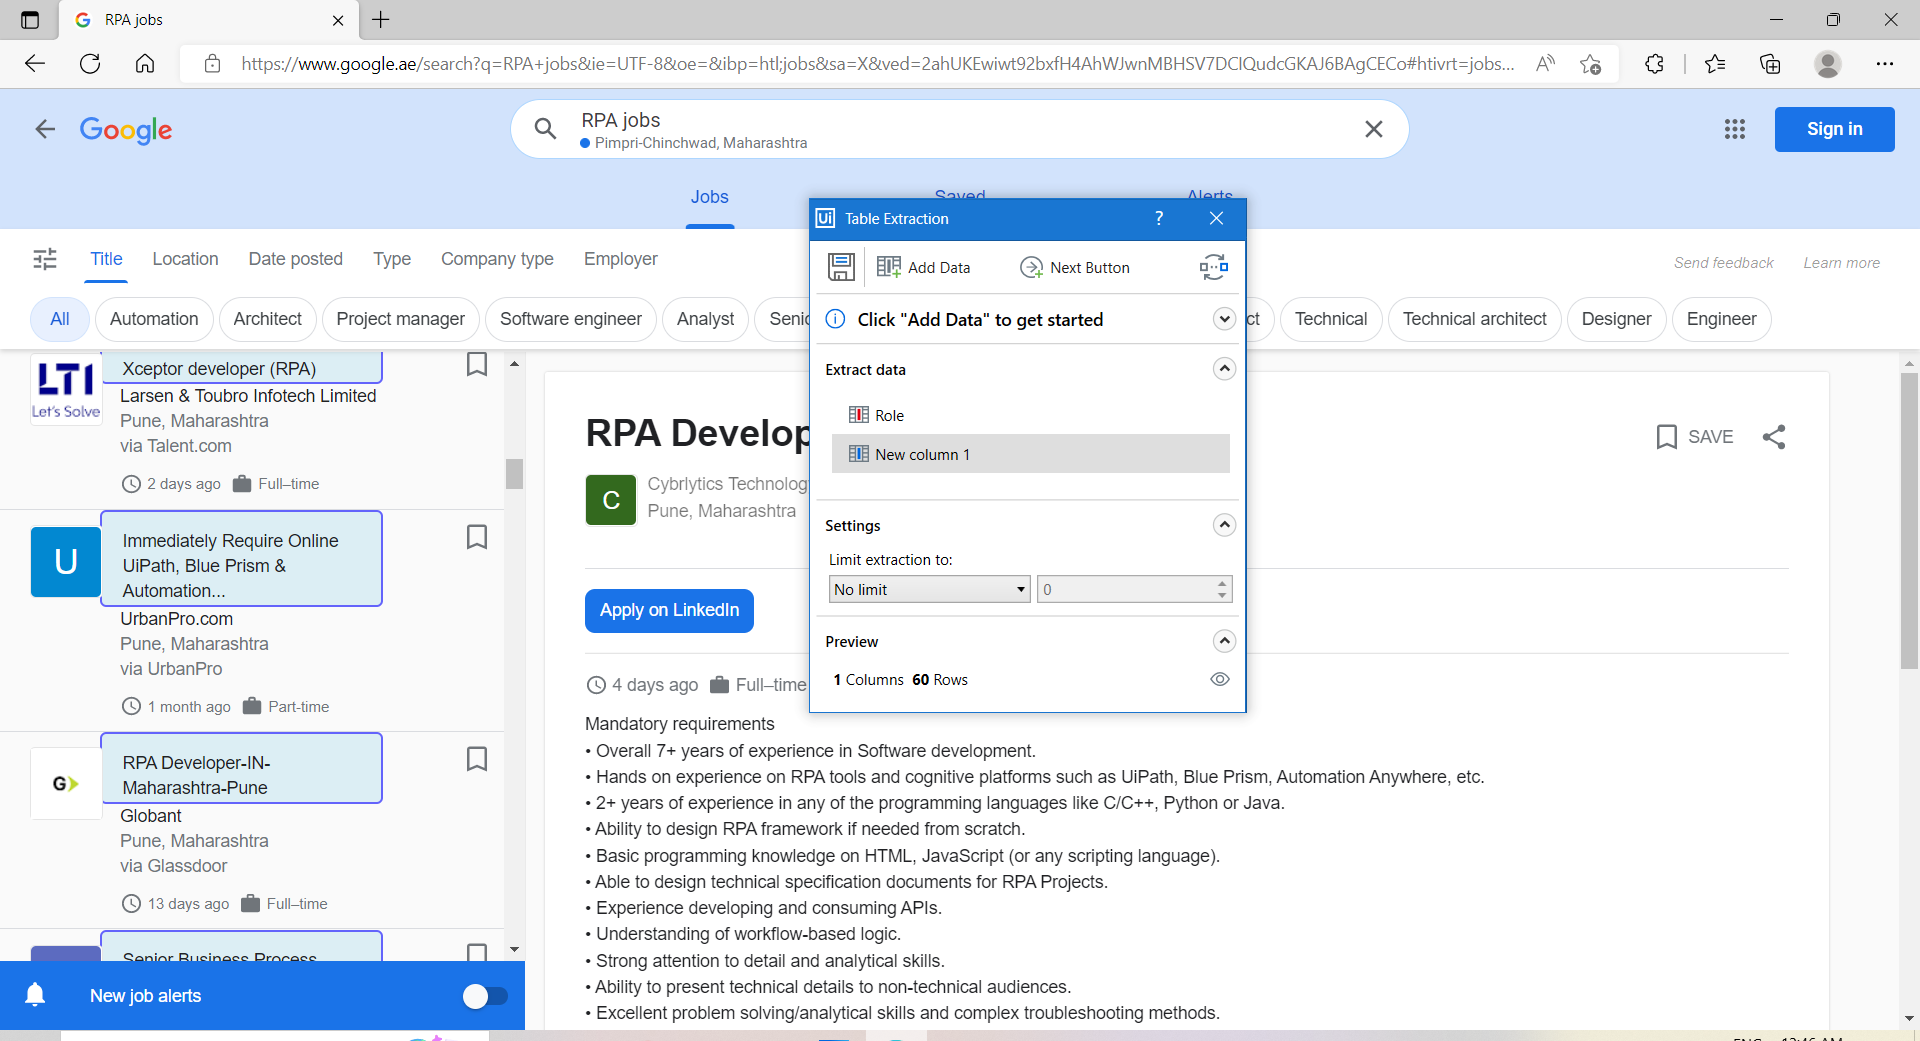 RPA jobs
https://www.google.ae/search?q=RPA+jobs&ie=UTF-8&oe=&ibp=htl;jobs&sa=X&ved=2ahUKEwiwt92bxfH4AhWJwnMBHSV7DCIQudcGKAJ6BAgCECo#htivrt=jobs...
Google
RPA jobs
Pimpri-Chinchwad, Maharashtra
Sign in
Jobs
Saved
Alerts
Title
Location
Date posted
Type
Company type
Employer
Send feedback
Learn more
All
Automation
Architect
Project manager
Software engineer
Analyst
Senio
ct
Technical
Technical architect
Designer
Engineer
LTI
Let's Solve
Xceptor developer (RPA)
Larsen & Toubro Infotech Limited
Pune, Maharashtra
via Talent.com
2 days ago
Full–time
U
Immediately Require Online
UiPath, Blue Prism &
Automation...
UrbanPro.com
Pune, Maharashtra
via UrbanPro
1 month ago
Part-time
G
RPA Developer-IN-
Maharashtra-Pune
Globant
Pune, Maharashtra
via Glassdoor
13 days ago
Full–time
Senior Business Process
New job alerts
RPA Develop
SAVE
C
Cybrlytics Technolog
Pune, Maharashtra
Apply on LinkedIn
4 days ago
Full–time
Mandatory requirements
• Overall 7+ years of experience in Software development.
• Hands on experience on RPA tools and cognitive platforms such as UiPath, Blue Prism, Automation Anywhere, etc.
• 2+ years of experience in any of the programming languages like C/C++, Python or Java.
• Ability to design RPA framework if needed from scratch.
• Basic programming knowledge on HTML, JavaScript (or any scripting language).
• Able to design technical specification documents for RPA Projects.
• Experience developing and consuming APIs.
• Understanding of workflow-based logic.
• Strong attention to detail and analytical skills.
• Ability to present technical details to non-technical audiences.
• Excellent problem solving/analytical skills and complex troubleshooting methods.
Ui
Table Extraction
?
Add Data
Next Button
Click "Add Data" to get started
Extract data
Role
New column 1
Settings
Limit extraction to:
No limit
0
Preview
1 Columns 60 Rows